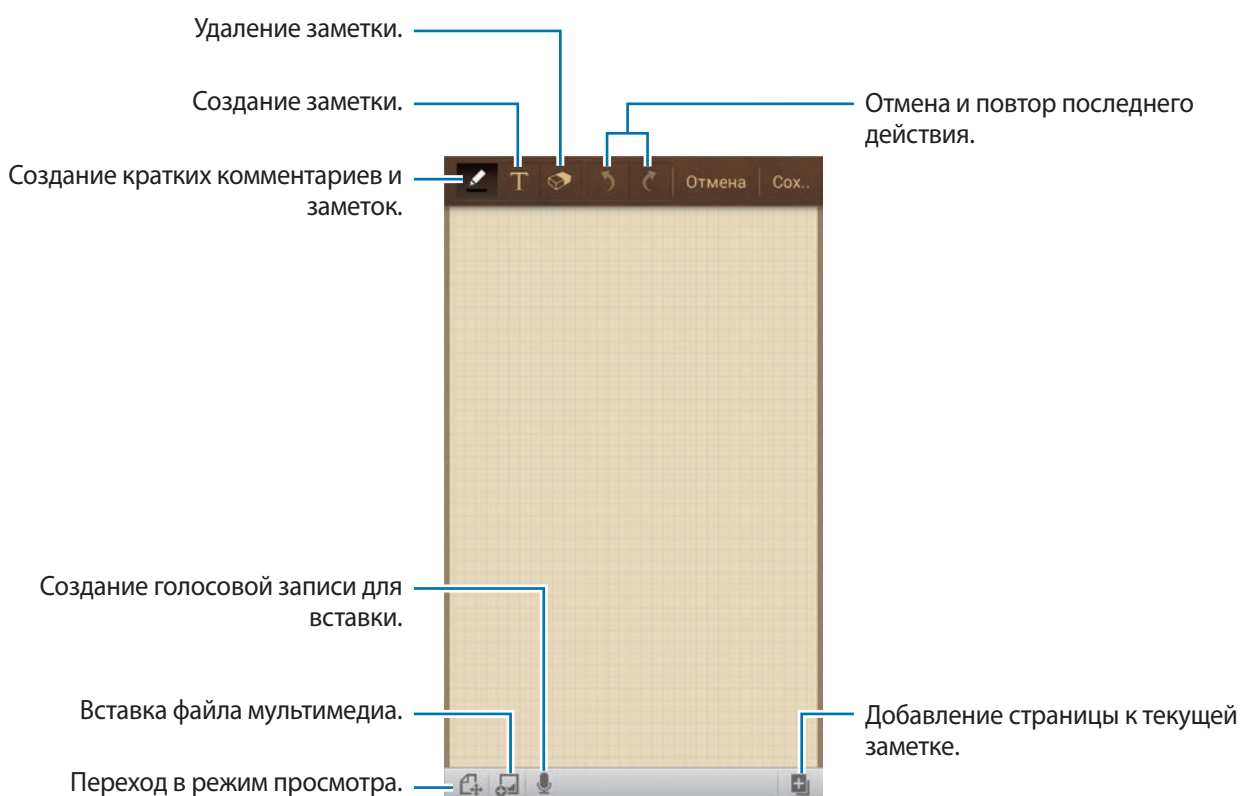 Удаление заметки.
Создание заметки.
Отмена и повтор последнего
действия.
Создание кратких комментариев и
заметок.
T
Отмена
Сох..
Создание голосовой записи для
вставки.
Вставка файла мультимедиа.
Добавление страницы к текущей
заметке.
Переход в режим просмотра.